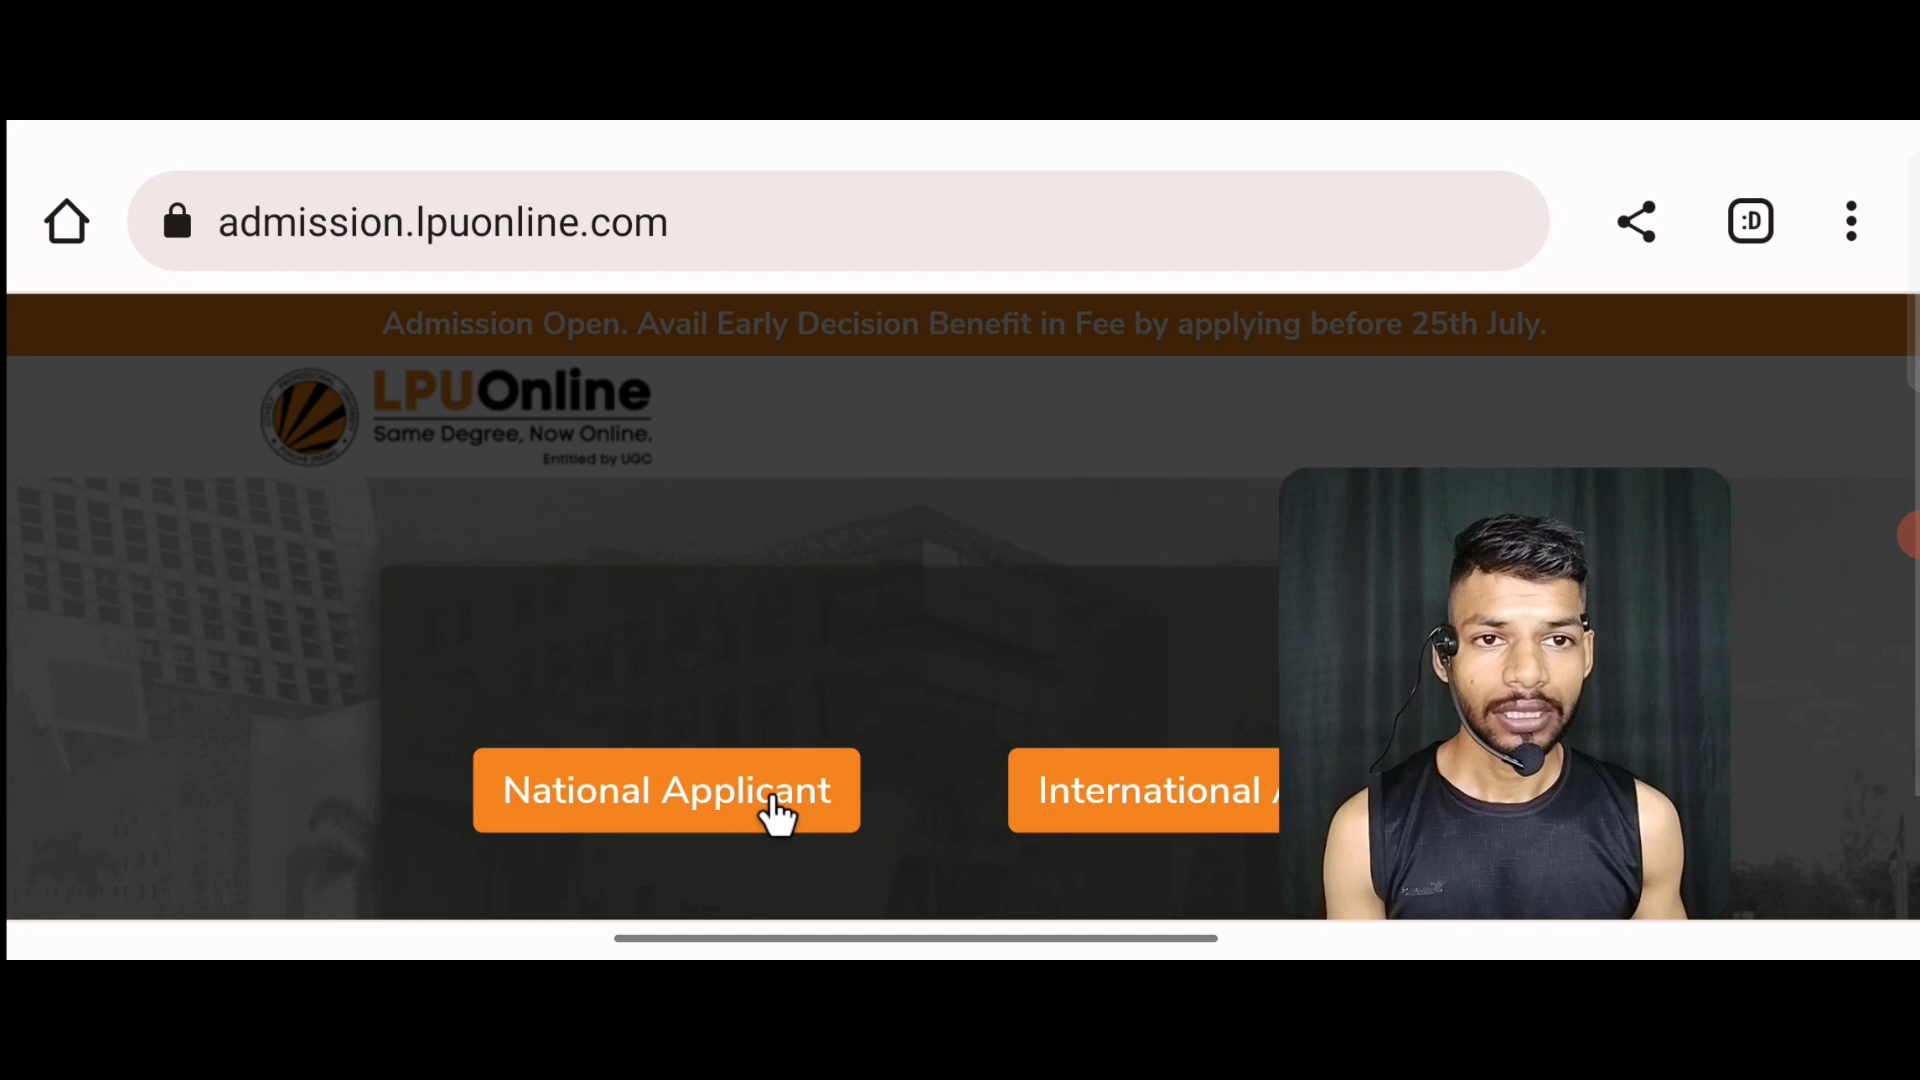 admission.lpuonline.com
:D
Admission Open. Avail Early Decision Benefit in Fee by applying before 25th July.
LPUOnline
Same Degree, Now Online.
Entitled by UGC
National Applicant
International A